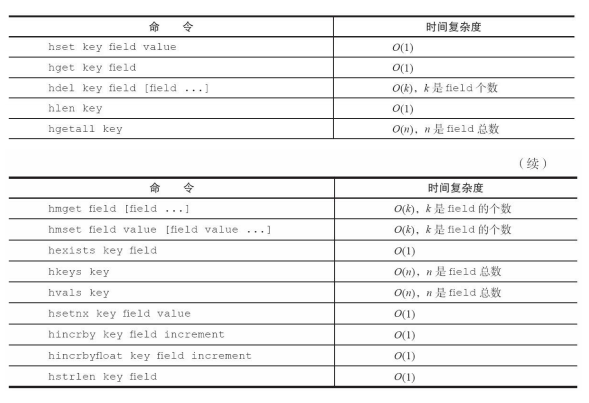 命 令 时间复杂度
hset key field value O(1)
hget key field O(1)
hdel key field [field ...] O(k)，k 是 field 个数
hlen key O(1)
hgetall key O(n)，n 是 field 总数
（续）
命 令 时间复杂度
hmget field [field ...] O(k)，k 是 field 的个数
hmset field value [field value ...] O(k)，k 是 field 的个数
hexists key field O(1)
hkeys key O(n)，n 是 field 总数
hvals key O(n)，n 是 field 总数
hsetnx key field value O(1)
hincrby key field increment O(1)
hincrbyfloat key field increment O(1)
hstrlen key field O(1)